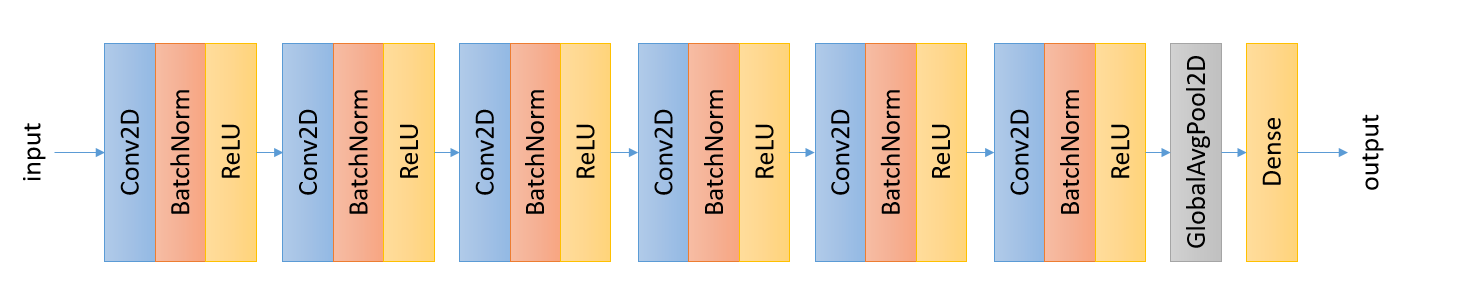 input
Conv2D
BatchNorm
ReLU
Conv2D
BatchNorm
ReLU
Conv2D
BatchNorm
ReLU
Conv2D
BatchNorm
ReLU
Conv2D
BatchNorm
ReLU
Conv2D
BatchNorm
ReLU
GlobalAvgPool2D
Dense
output